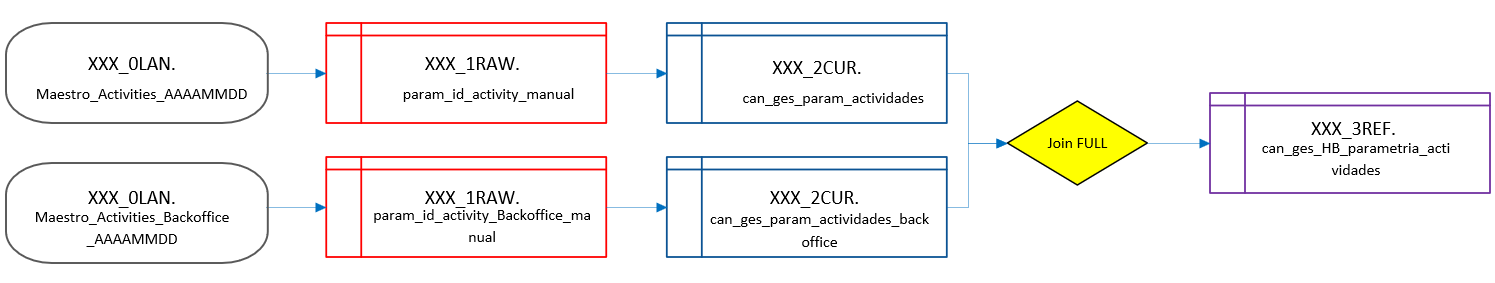 XXX_0LAN.
Maestro_Activities_AAAAMMDD
XXX_1RAW.
param_id_activity_manual
XXX_2CUR.
can_ges_param_actividades
XXX_0LAN.
Maestro_Activities_Backoffice
_AAAAMMDD
XXX_1RAW.
param_id_activity_Backoffice_ma
nual
XXX_2CUR.
can_ges_param_actividades_back
office
Join FULL
XXX_3REF.
can_ges_HB_parametria_acti
vidades